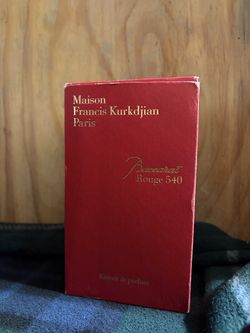 Maison
Francis Kurkdjian
Paris
Baccarat
Rouge 540
Extrait de parfum